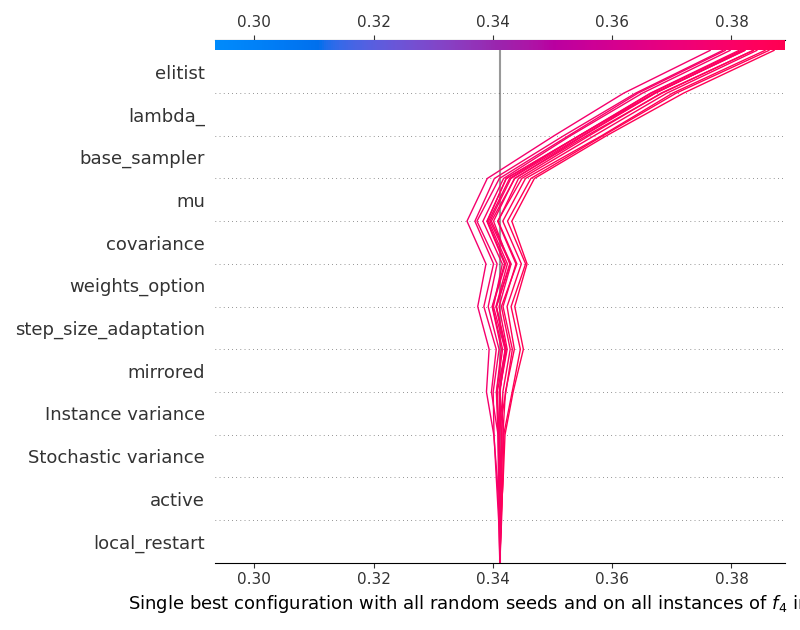 0.30 0.32 0.34 0.36 0.38
elitist
lambda_
base_sampler
mu
covariance
weights_option
step_size_adaptation
mirrored
Instance variance
Stochastic variance
active
local_restart
0.30 0.32 0.34 0.36 0.38
Single best configuration with all random seeds and on all instances of f₄